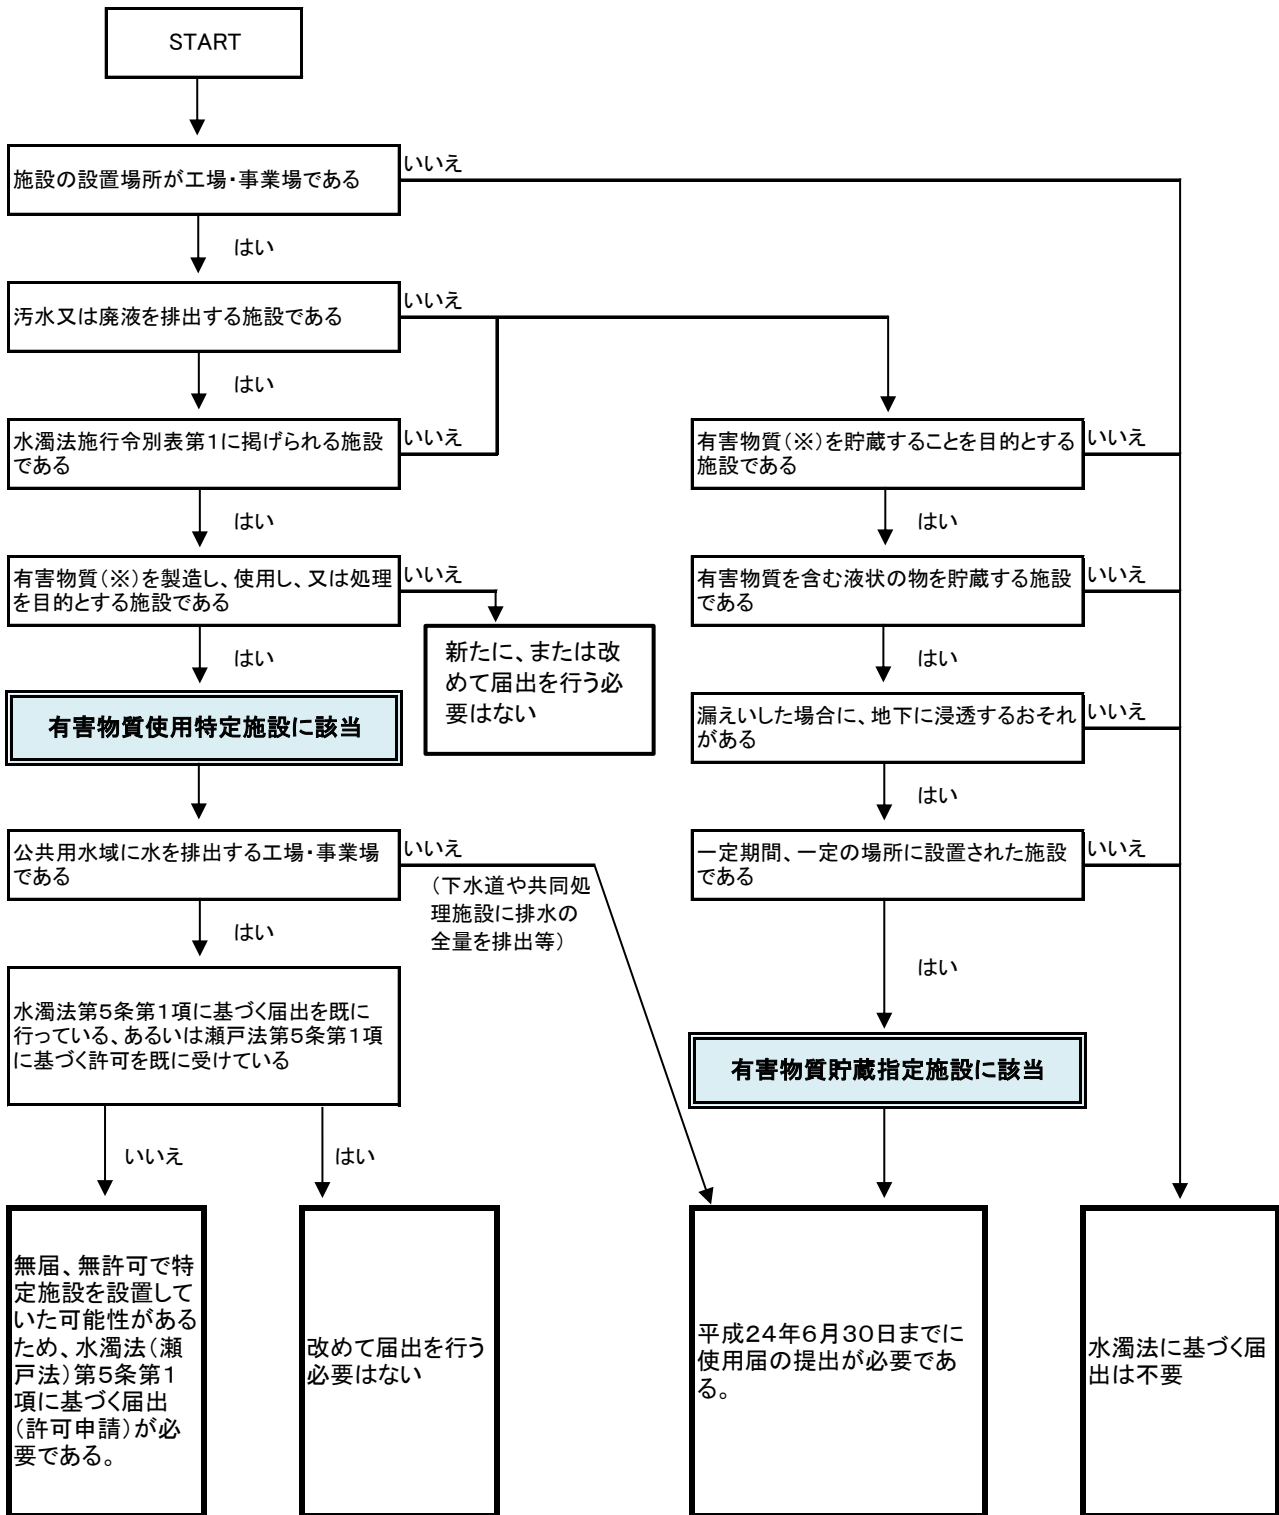 START
施設の設置場所が工場・事業場である
いいえ
はい
汚水又は廃液を排出する施設である
いいえ
はい
水濁法施行令別表第1に掲げられる施設
である
いいえ
はい
有害物質(※)を製造し、使用し、又は処理
を目的とする施設である
いいえ
はい
新たに、または改
めて届出を行う必
要はない
有害物質使用特定施設に該当
公共用水域に水を排出する工場・事業場
である
いいえ
(下水道や共同処
理施設に排水の
全量を排出等)
はい
水濁法第5条第1項に基づく届出を既に
行っている、あるいは瀬戸法第5条第1項
に基づく許可を既に受けている
いいえ
はい
有害物質(※)を貯蔵することを目的とする
施設である
いいえ
はい
有害物質を含む液状の物を貯蔵する施設
である
いいえ
はい
漏えいした場合に、地下に浸透するおそれ
がある
いいえ
はい
一定期間、一定の場所に設置された施設
である
いいえ
はい
有害物質貯蔵指定施設に該当
無届、無許可で特
定施設を設置して
いた可能性がある
ため、水濁法(瀬
戸法)第5条第1
項に基づく届出
(許可申請)が必
要である。
改めて届出を行う
必要はない
平成24年6月30日までに
使用届の提出が必要であ
る。
水濁法に基づく届
出は不要